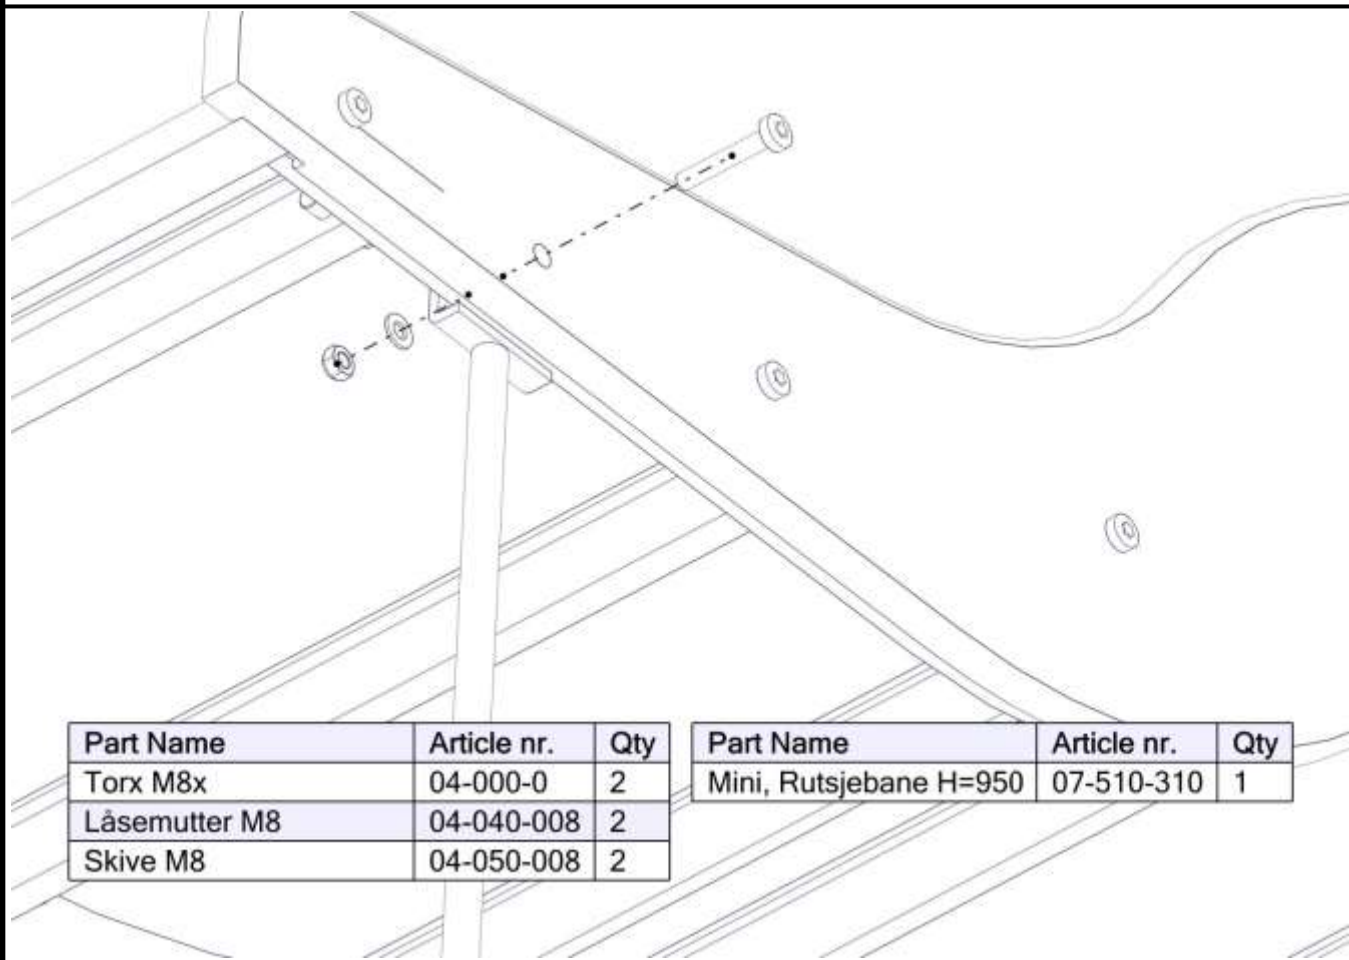 Part Name Article nr. Qty
Torx M8x 04-000-0 2
Låsemutter M8 04-040-008 2
Skive M8 04-050-008 2
Part Name Article nr. Qty
Mini, Rutsjebane H=950 07-510-310 1